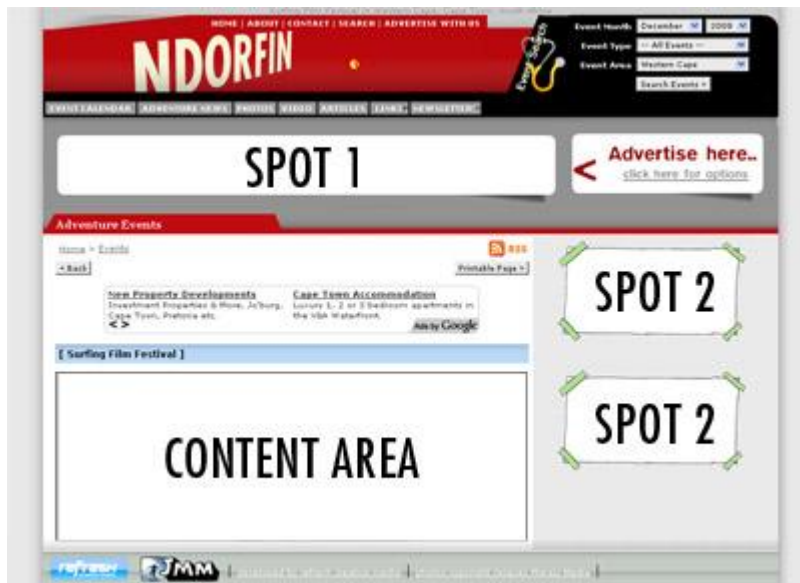 HOME | ABOUT | CONTACT | SEARCH | ADVERTISE WITH US
NDORFIN
Event Search
Event Month December 2009
Event Type -- All Events --
Event Area Western Cape
Search Events >
EVENT CALENDAR ADVENTURE NEWS PHOTOS VIDEO ARTICLES LINKS NEWSLETTER
SPOT 1
< Advertise here..
click here for options
Adventure Events
Home > Events
RSS
< Back
Printable Page >
New Property Developments
Investment Properties & More, Jo'burg,
Cape Town, Pretoria etc.
Cape Town Accommodation
Luxury 1, 2 or 3 bedroom apartments in
the V&A Waterfront.
< >
Ads by Google
[ Surfing Film Festival ]
SPOT 2
SPOT 2
CONTENT AREA
JMM